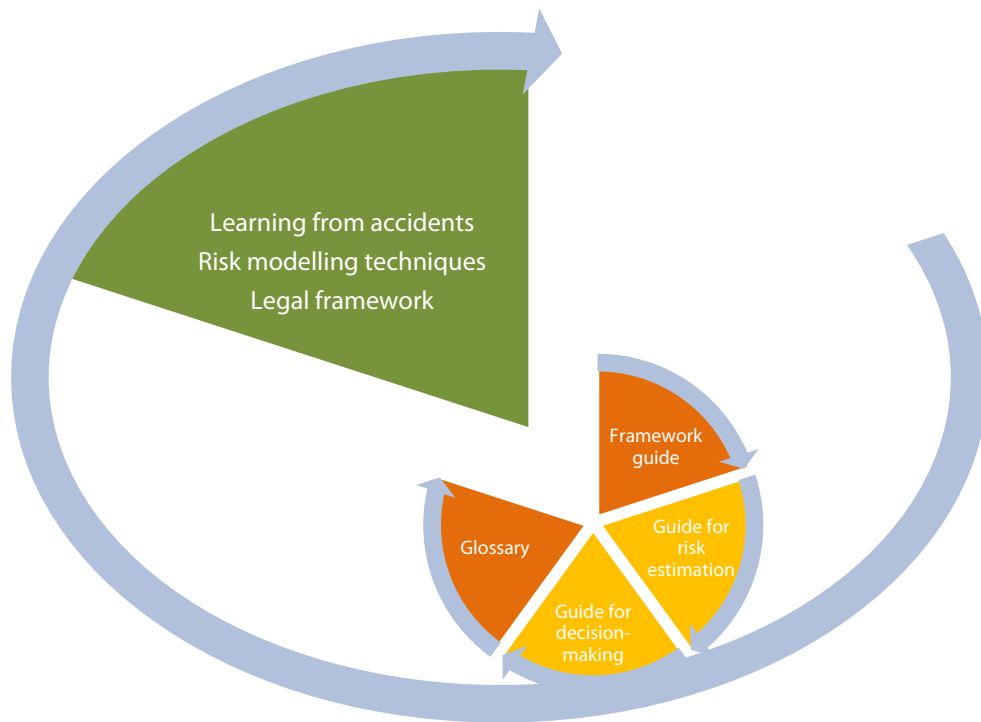 Learning from accidents
Risk modelling techniques
Legal framework
Framework
guide
Guide for
risk
estimation
Guide for
decision-
making
Glossary